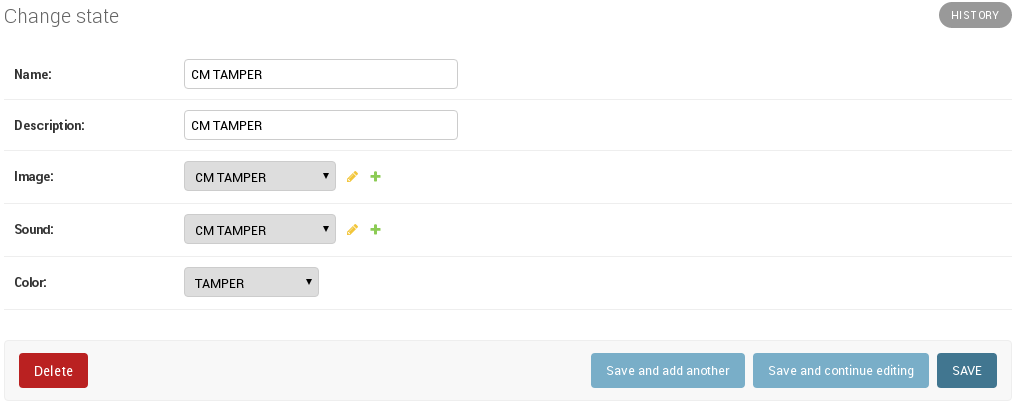 Change state
HISTORY
Name:
CM TAMPER
Description:
CM TAMPER
Image:
CM TAMPER
Sound:
CM TAMPER
Color:
TAMPER
Delete
Save and add another
Save and continue editing
SAVE